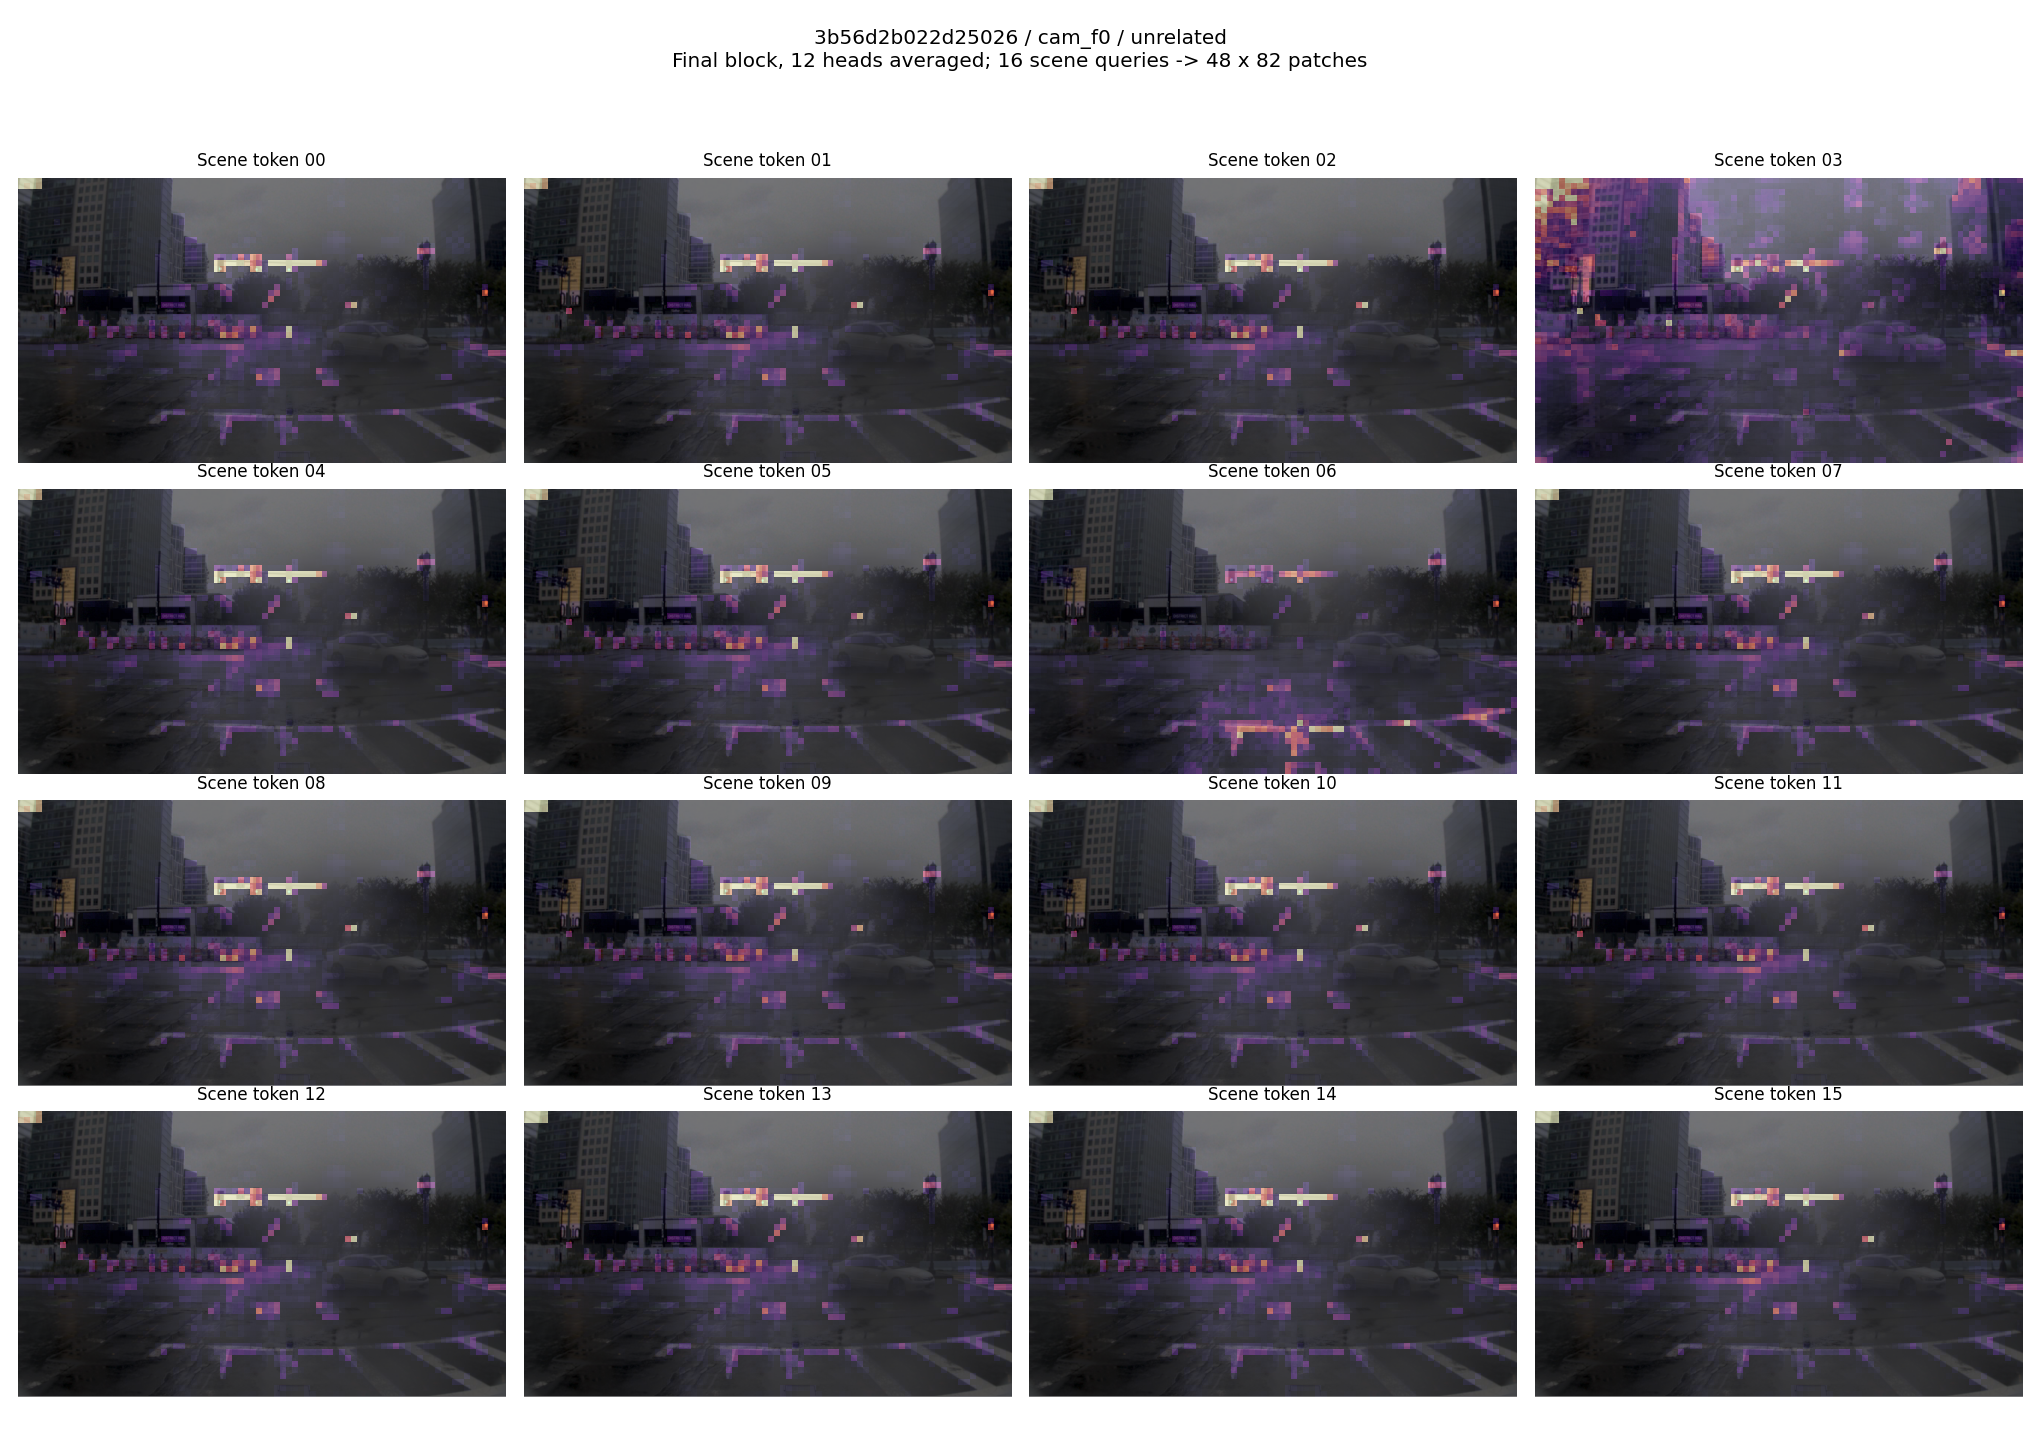 3b56d2b022d25026 / cam_f0 / unrelated
Final block, 12 heads averaged; 16 scene queries -> 48 x 82 patches
Scene token 00
Scene token 01
Scene token 02
Scene token 03
Scene token 04
Scene token 05
Scene token 06
Scene token 07
Scene token 08
Scene token 09
Scene token 10
Scene token 11
Scene token 12
Scene token 13
Scene token 14
Scene token 15